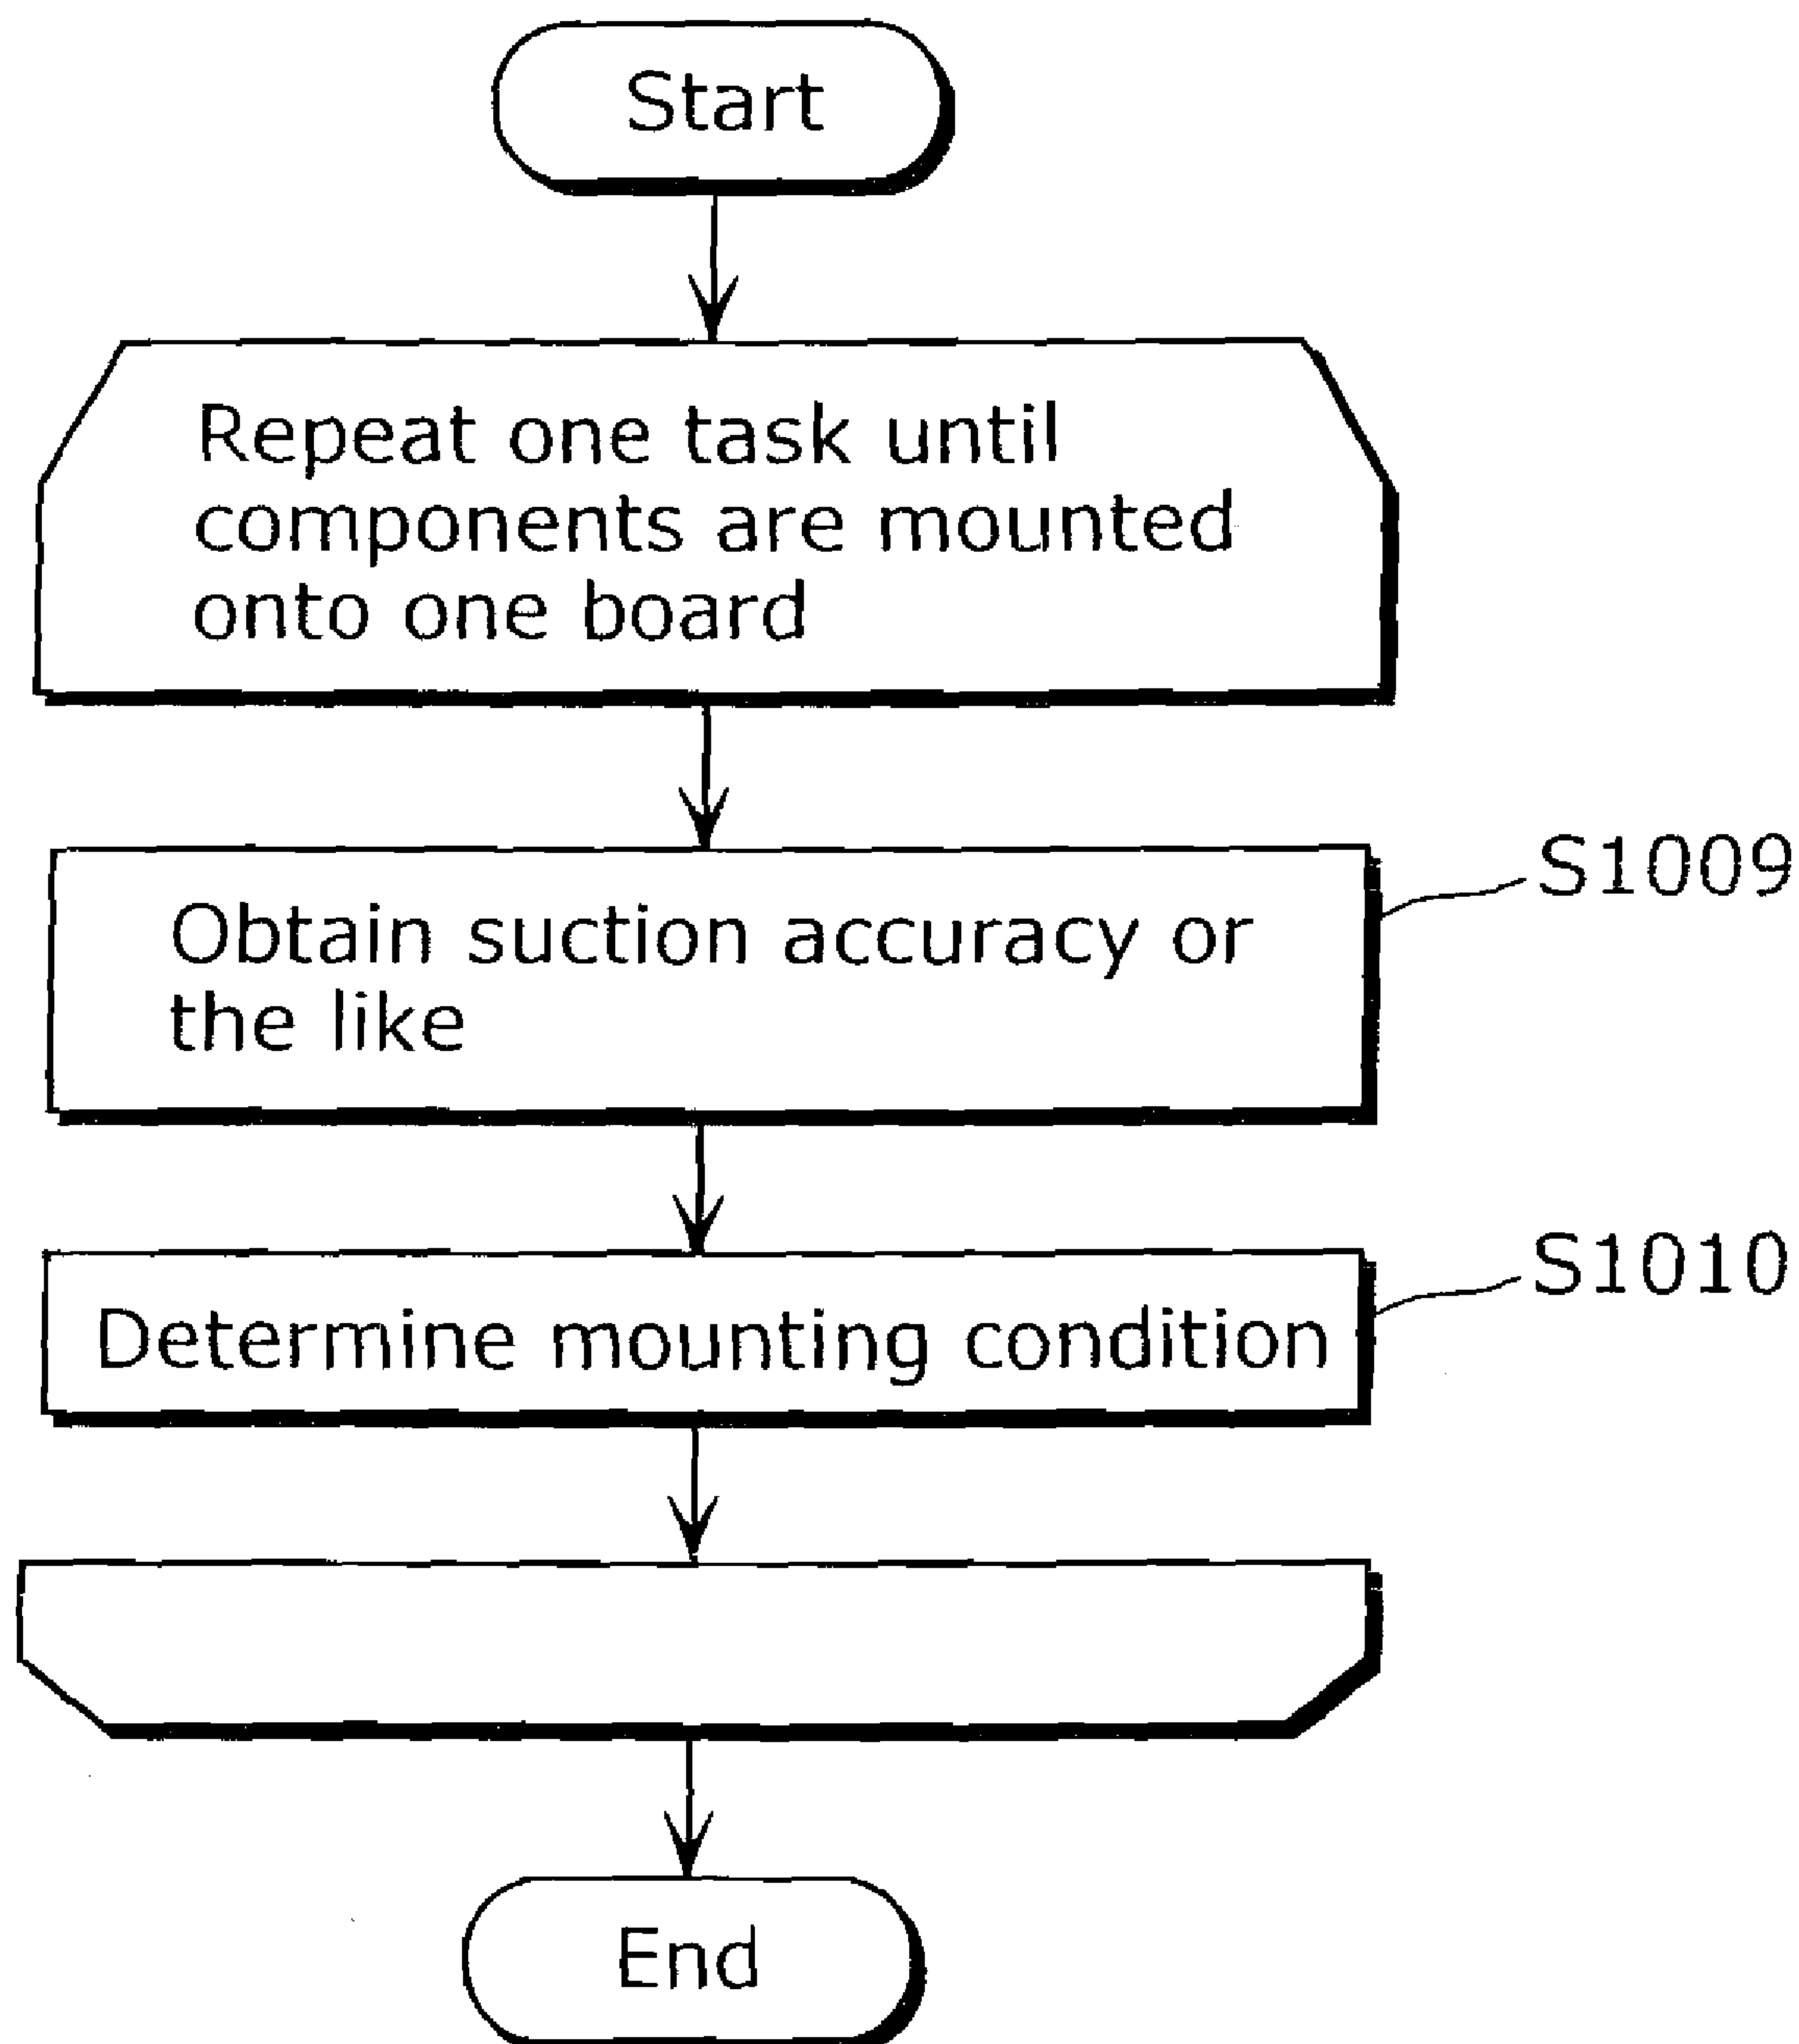 Start
Repeat one task until
components are mounted
onto one board
S1009
Obtain suction accuracy or
the like
S1010
Determine mounting condition
End